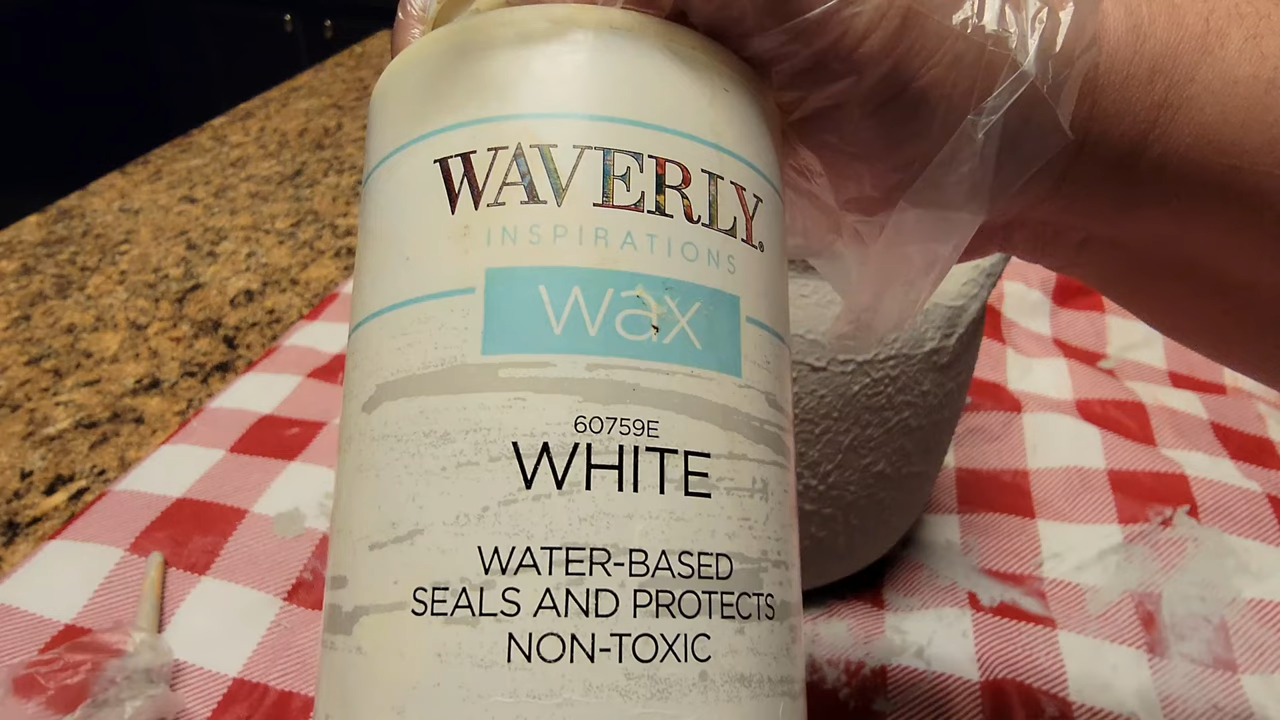 WAVERLY®
INSPIRATIONS
wax
60759E
WHITE
WATER-BASED
SEALS AND PROTECTS
NON-TOXIC